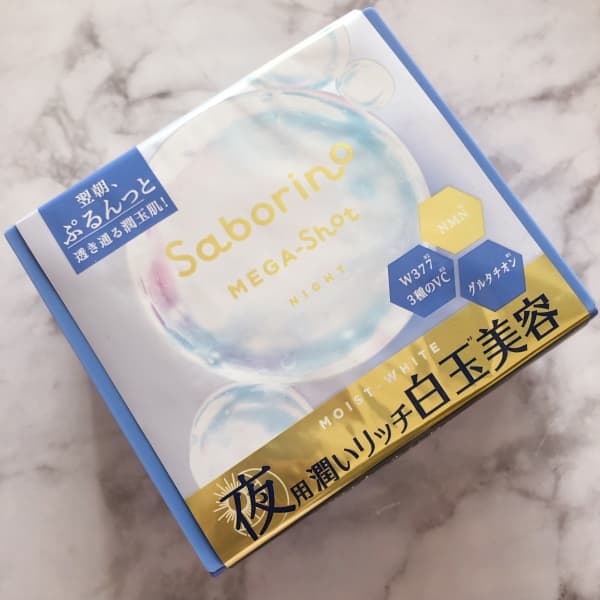 翌朝、
ぷるんっと
透き通る潤玉肌！
Saborino
MEGA-Shot
NIGHT
NMN
W377
3種のVC
グルタチオン
MOIST WHITE
夜用潤いリッチ白玉美容